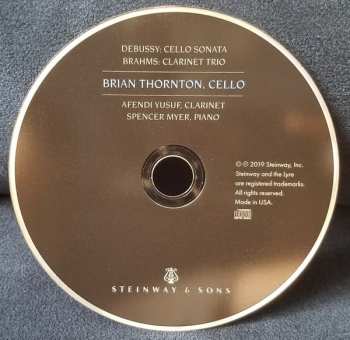 DEBUSSY: CELLO SONATA
BRAHMS: CLARINET TRIO
BRIAN THORNTON, CELLO
AFENDI YUSUF, CLARINET
SPENCER MYER, PIANO
© ℗ 2019 Steinway, Inc.
Steinway and the Lyre
are registered trademarks.
All rights reserved.
Made in USA.
STEINWAY & SONS